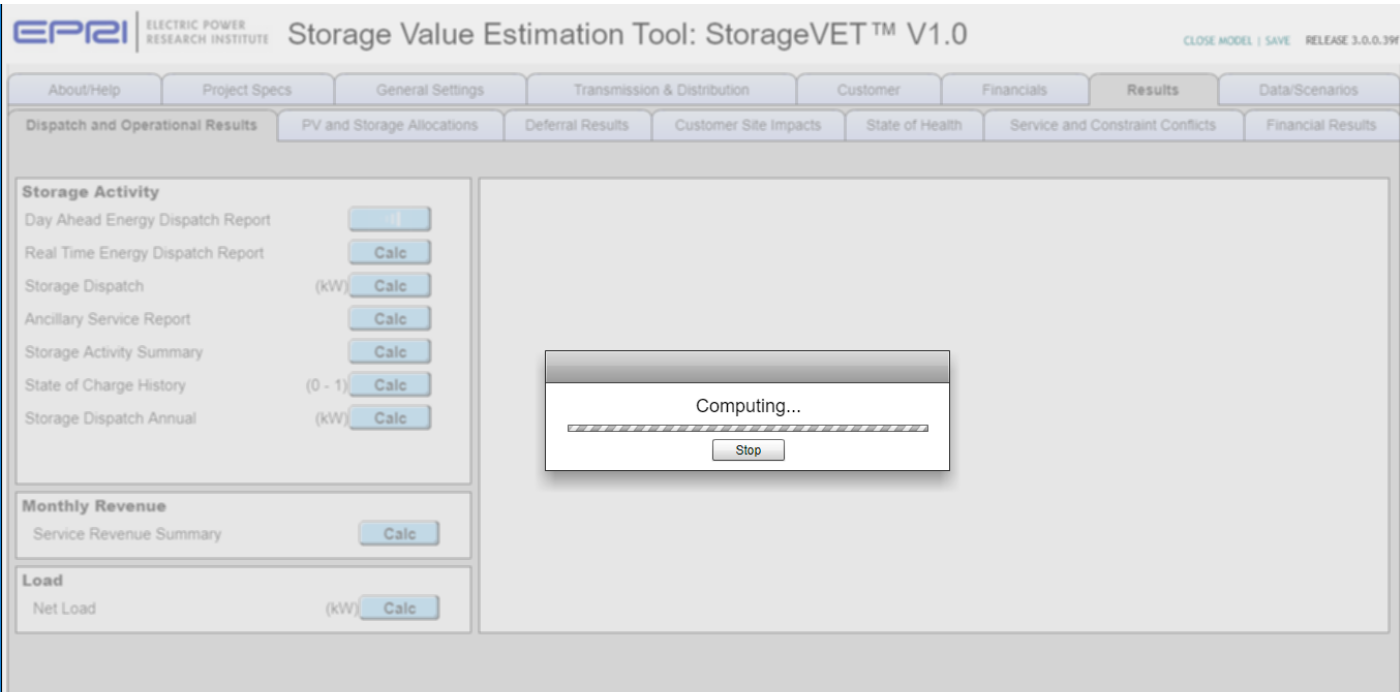 EPRI ELECTRIC POWER RESEARCH INSTITUTE Storage Value Estimation Tool: StorageVET™ V1.0 CLOSE MODEL | SAVE RELEASE 3.0.0.39f
About/Help Project Specs General Settings Transmission & Distribution Customer Financials Results Data/Scenarios
Dispatch and Operational Results PV and Storage Allocations Deferral Results Customer Site Impacts State of Health Service and Constraint Conflicts Financial Results
Storage Activity
Day Ahead Energy Dispatch Report
Real Time Energy Dispatch Report Calc
Storage Dispatch (kW) Calc
Ancillary Service Report Calc
Storage Activity Summary Calc
State of Charge History (0 - 1) Calc
Storage Dispatch Annual (kW) Calc
Computing...
Stop
Monthly Revenue
Service Revenue Summary Calc
Load
Net Load (kW) Calc